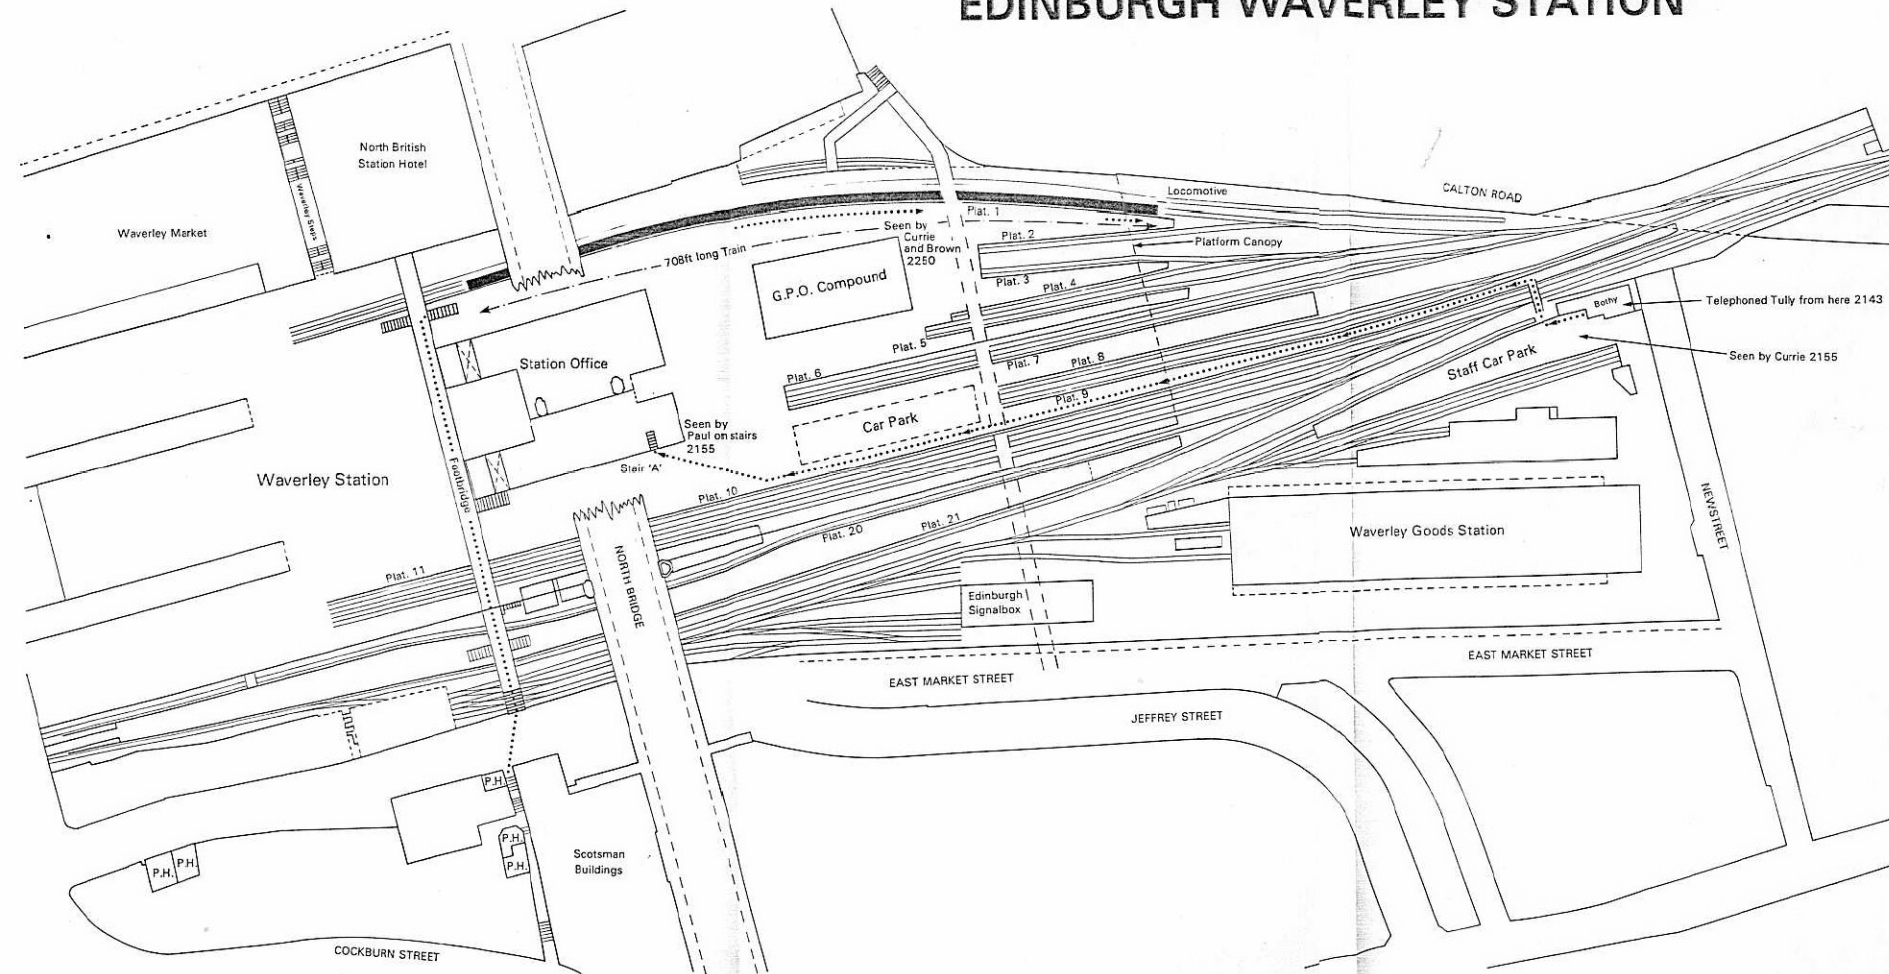 EDINBURGH WAVERLEY STATION
North British
Station Hotel
Waverley Steps
Waverley Market
Locomotive
CALTON ROAD
Plat. 1
Seen by
Currie
and Brown
2250
Plat. 2
Platform Canopy
708ft long Train
G.P.O. Compound
Plat. 3
Plat. 4
Bothy
Telephoned Tully from here 2143
Plat. 5
Station Office
Plat. 6
Plat. 7
Plat. 8
Staff Car Park
Seen by Currie 2155
Plat. 9
Car Park
Seen by
Paul on stairs
2155
Stair 'A'
Waverley Station
Footbridge
Plat. 10
Plat. 20
Plat. 21
Waverley Goods Station
NEWSTREET
Plat. 11
NORTH BRIDGE
Edinburgh
Signalbox
EAST MARKET STREET
EAST MARKET STREET
JEFFREY STREET
P.H.
P.H.
P.H.
P.H.
P.H.
Scotsman
Buildings
COCKBURN STREET